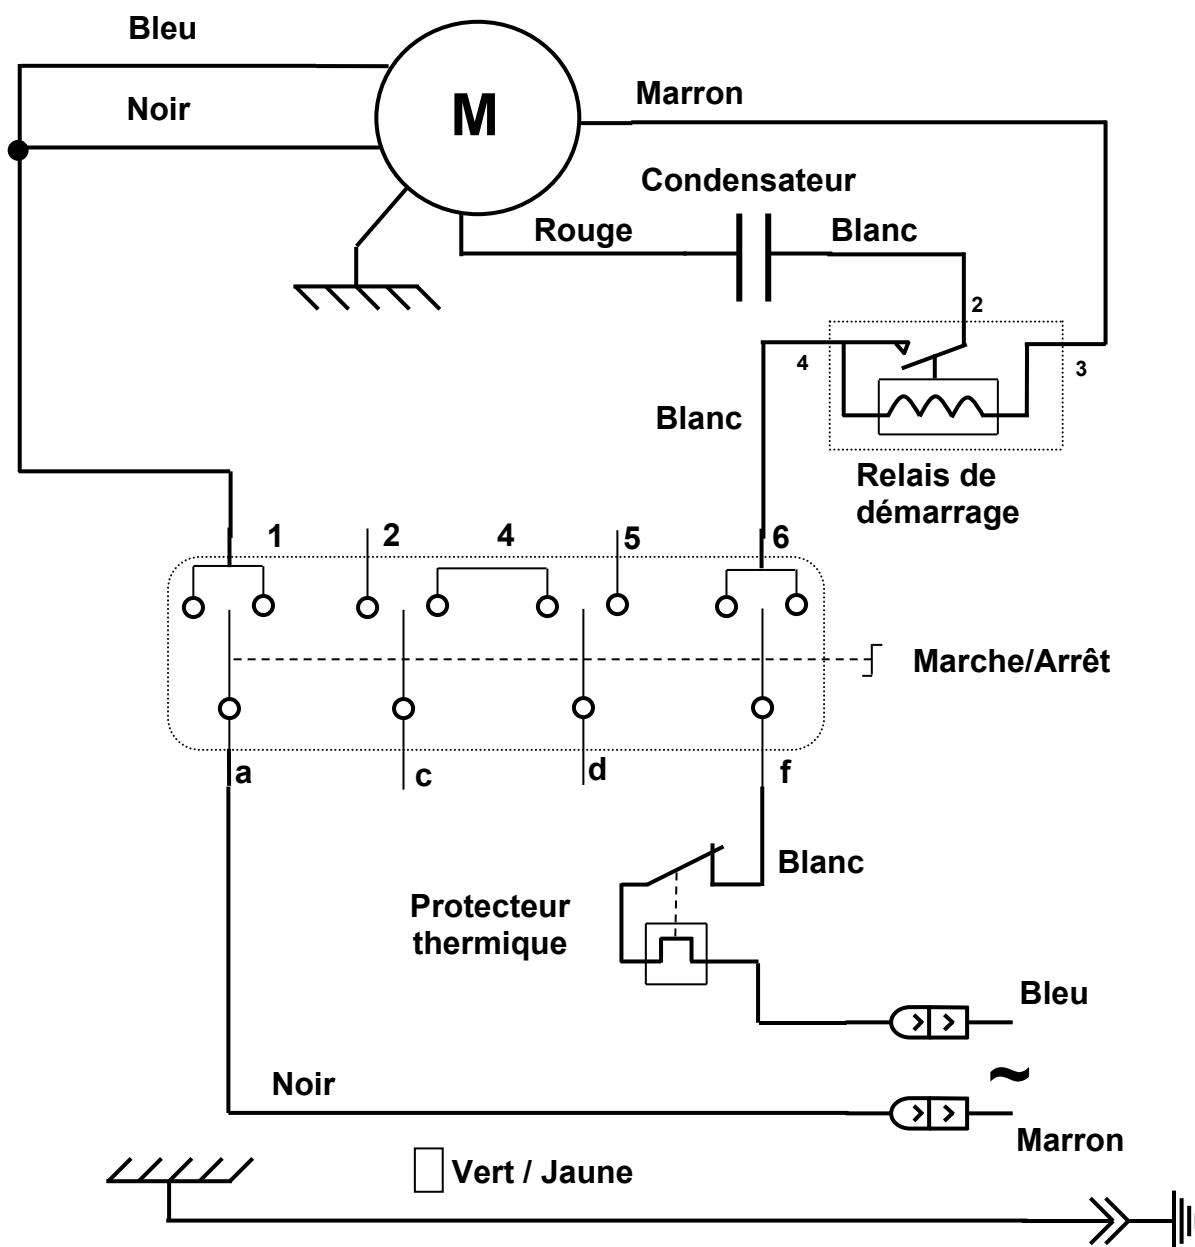 Bleu
Noir
M
Marron
Condensateur
Rouge
Blanc
2
4
3
Blanc
Relais de
démarrage
1
2
4
5
6
Marche/Arrêt
a
c
d
f
Blanc
Protecteur
thermique
Bleu
~
Noir
Marron
Vert / Jaune